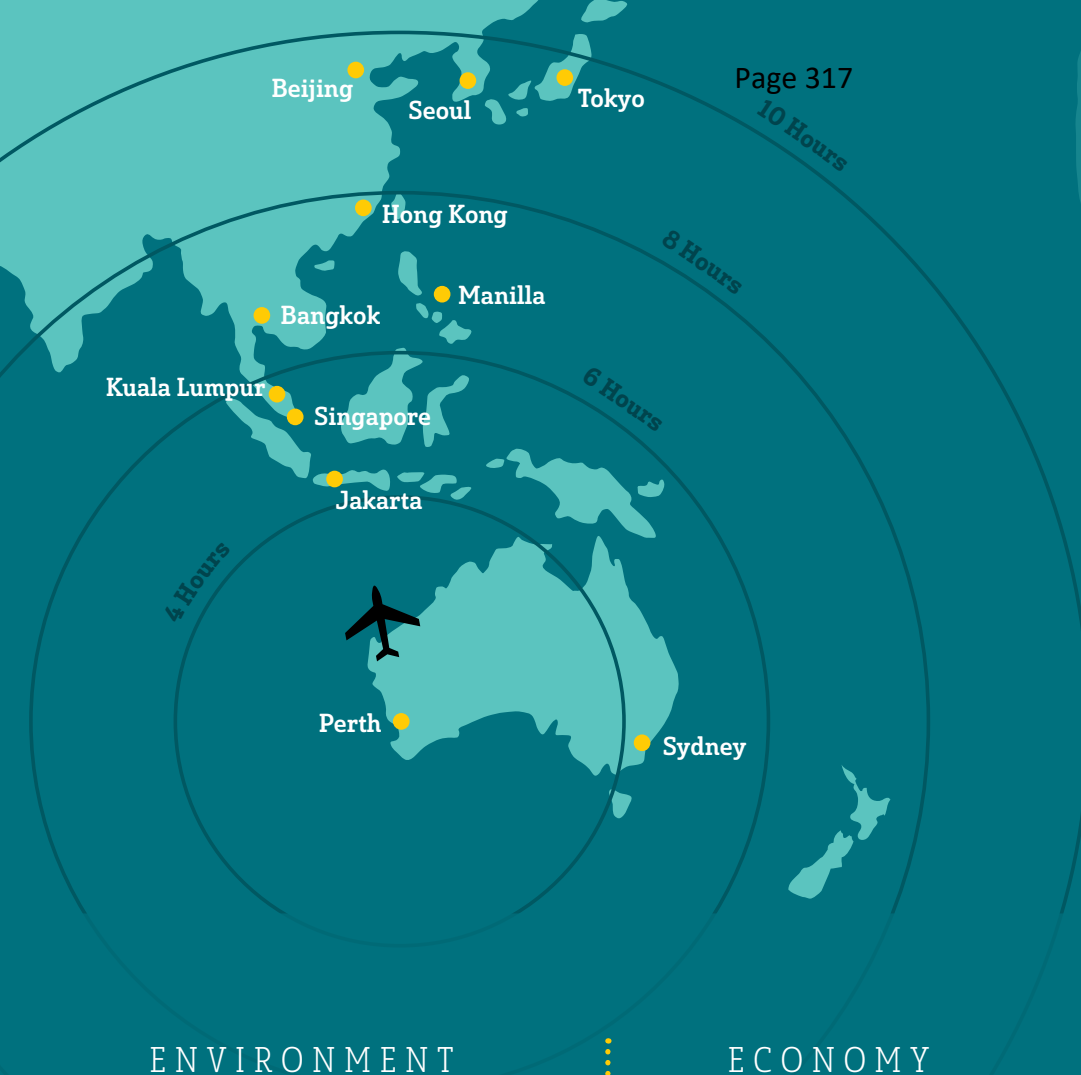 Page 317
Beijing
Seoul
Tokyo
10 Hours
Hong Kong
8 Hours
Manilla
Bangkok
6 Hours
Kuala Lumpur
Singapore
Jakarta
4 Hours
Perth
Sydney
ENVIRONMENT
ECONOMY